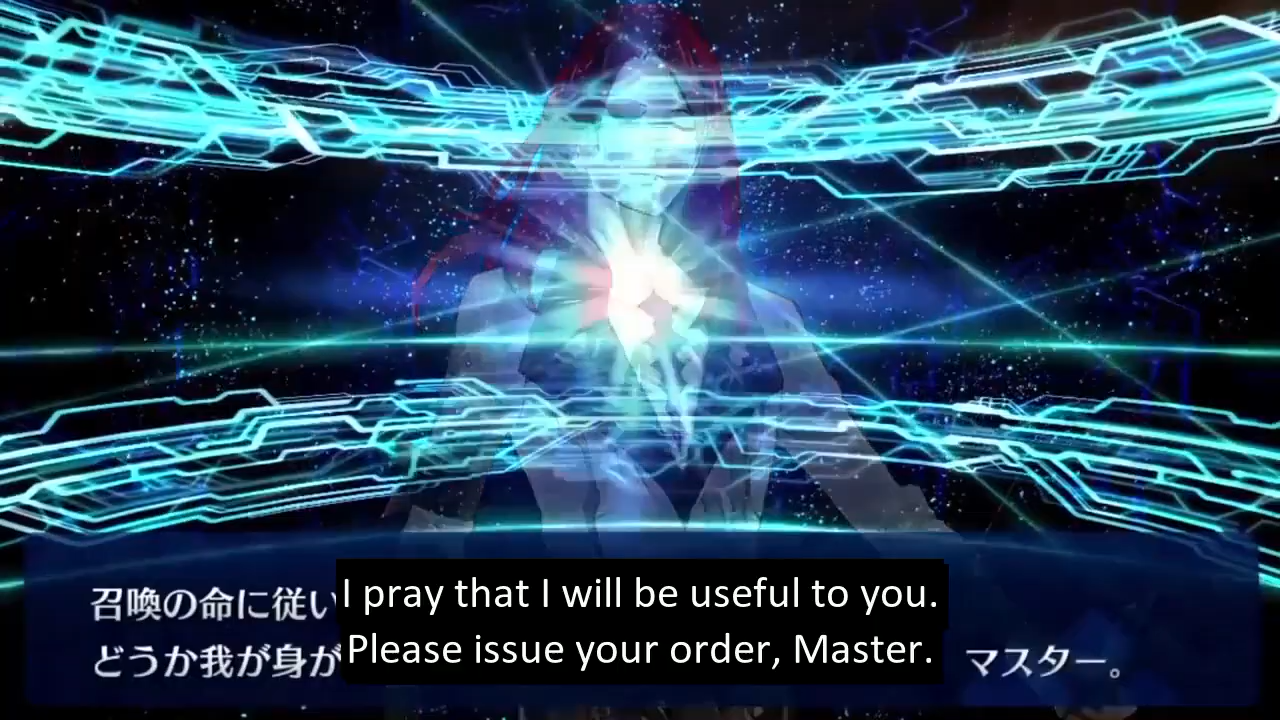 召喚の命に従い
I pray that I will be useful to you.
どうか我が身が
Please issue your order, Master.
マスター。